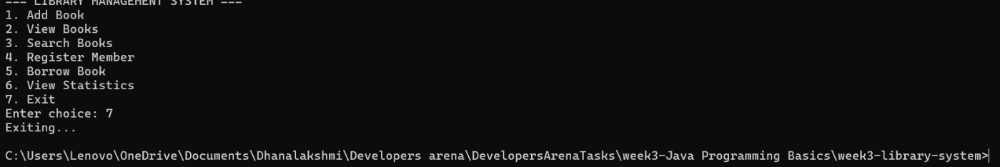 === LIBRARY MANAGEMENT SYSTEM ===
1. Add Book
2. View Books
3. Search Books
4. Register Member
5. Borrow Book
6. View Statistics
7. Exit
Enter choice: 7
Exiting...
C:\Users\Lenovo\OneDrive\Documents\Dhanalakshmi\Developers arena\DevelopersArenaTasks\week3-Java Programming Basics\week3-library-system>